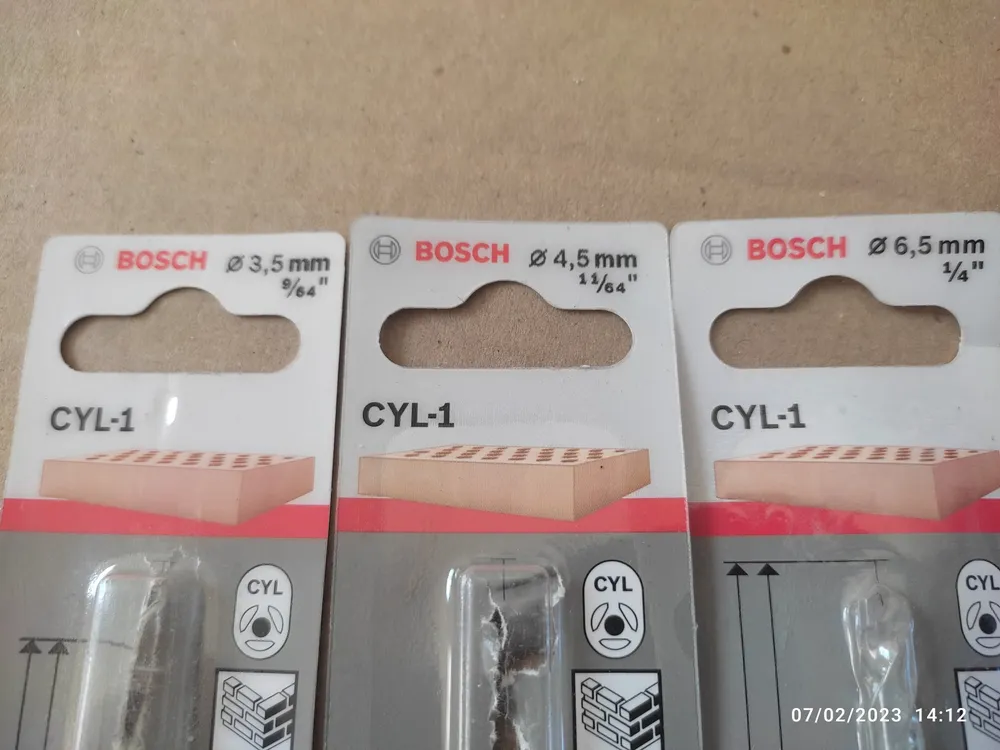 BOSCH Ø 3,5 mm
9/64"
CYL-1
CYL
BOSCH Ø 4,5 mm
11/64"
CYL-1
CYL
BOSCH Ø 6,5 mm
1/4"
CYL-1
CYL
07/02/2023 14:12